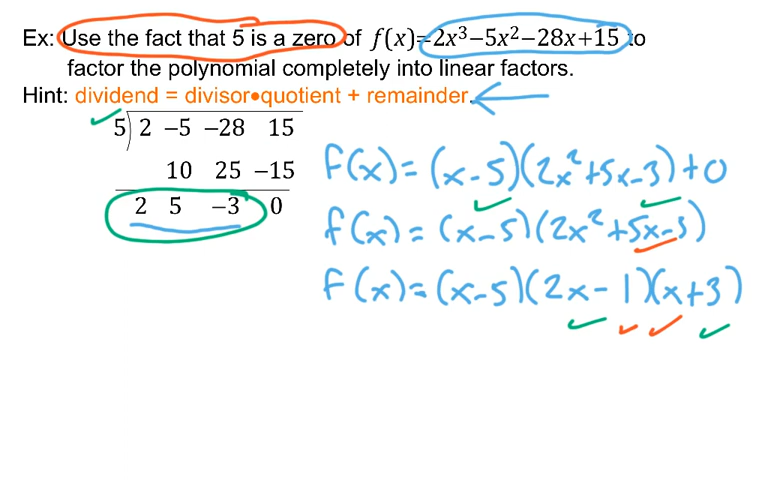 Ex: Use the fact that 5 is a zero of f(x)=2x³−5x²−28x+15 to
factor the polynomial completely into linear factors.
Hint: dividend = divisor•quotient + remainder.
5) 2 −5 −28 15
10 25 −15
2 5 −3 0
f(x)=(x-5)(2x²+5x-3)+0
f(x)=(x-5)(2x²+5x-3)
f(x)=(x-5)(2x-1)(x+3)